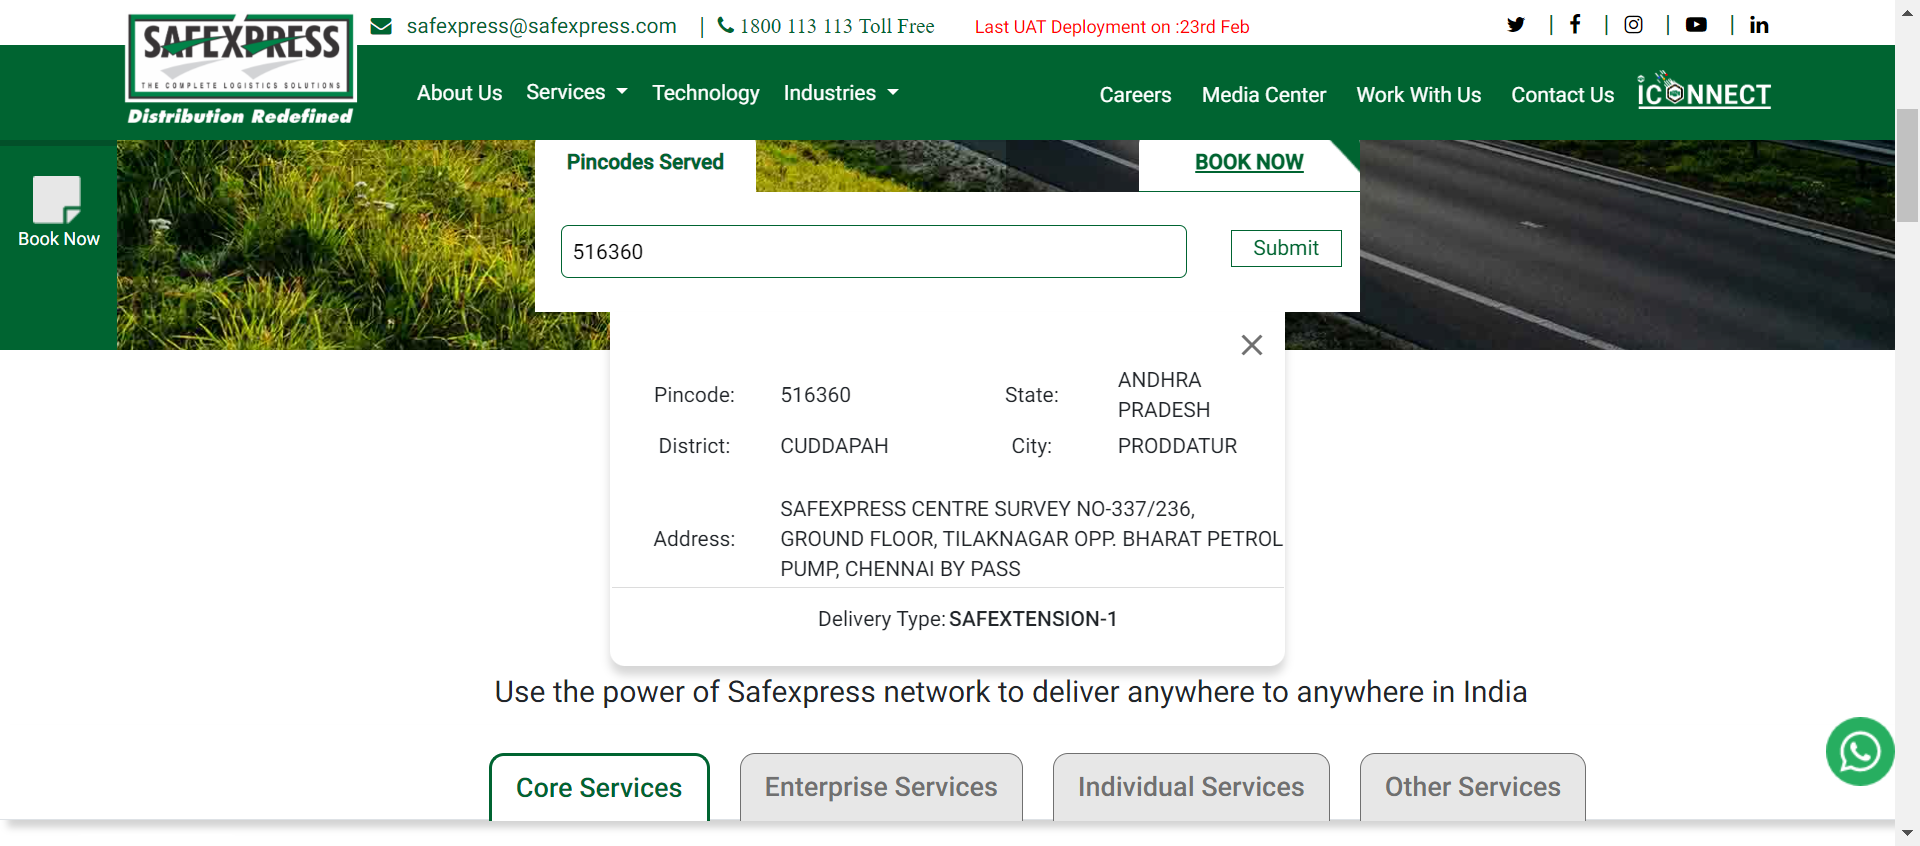 SAFEXPRESS
THE COMPLETE LOGISTICS SOLUTIONS
Distribution Redefined
safexpress@safexpress.com | 1800 113 113 Toll Free
Last UAT Deployment on :23rd Feb
About Us Services Technology Industries
Careers Media Center Work With Us Contact Us iCONNECT
Book Now
Pincodes Served
BOOK NOW
516360
Submit
Pincode: 516360 State: ANDHRA
PRADESH
District: CUDDAPAH City: PRODDATUR
Address: SAFEXPRESS CENTRE SURVEY NO-337/236,
GROUND FLOOR, TILAKNAGAR OPP. BHARAT PETROL
PUMP, CHENNAI BY PASS
Delivery Type: SAFEXTENSION-1
Use the power of Safexpress network to deliver anywhere to anywhere in India
Core Services Enterprise Services Individual Services Other Services